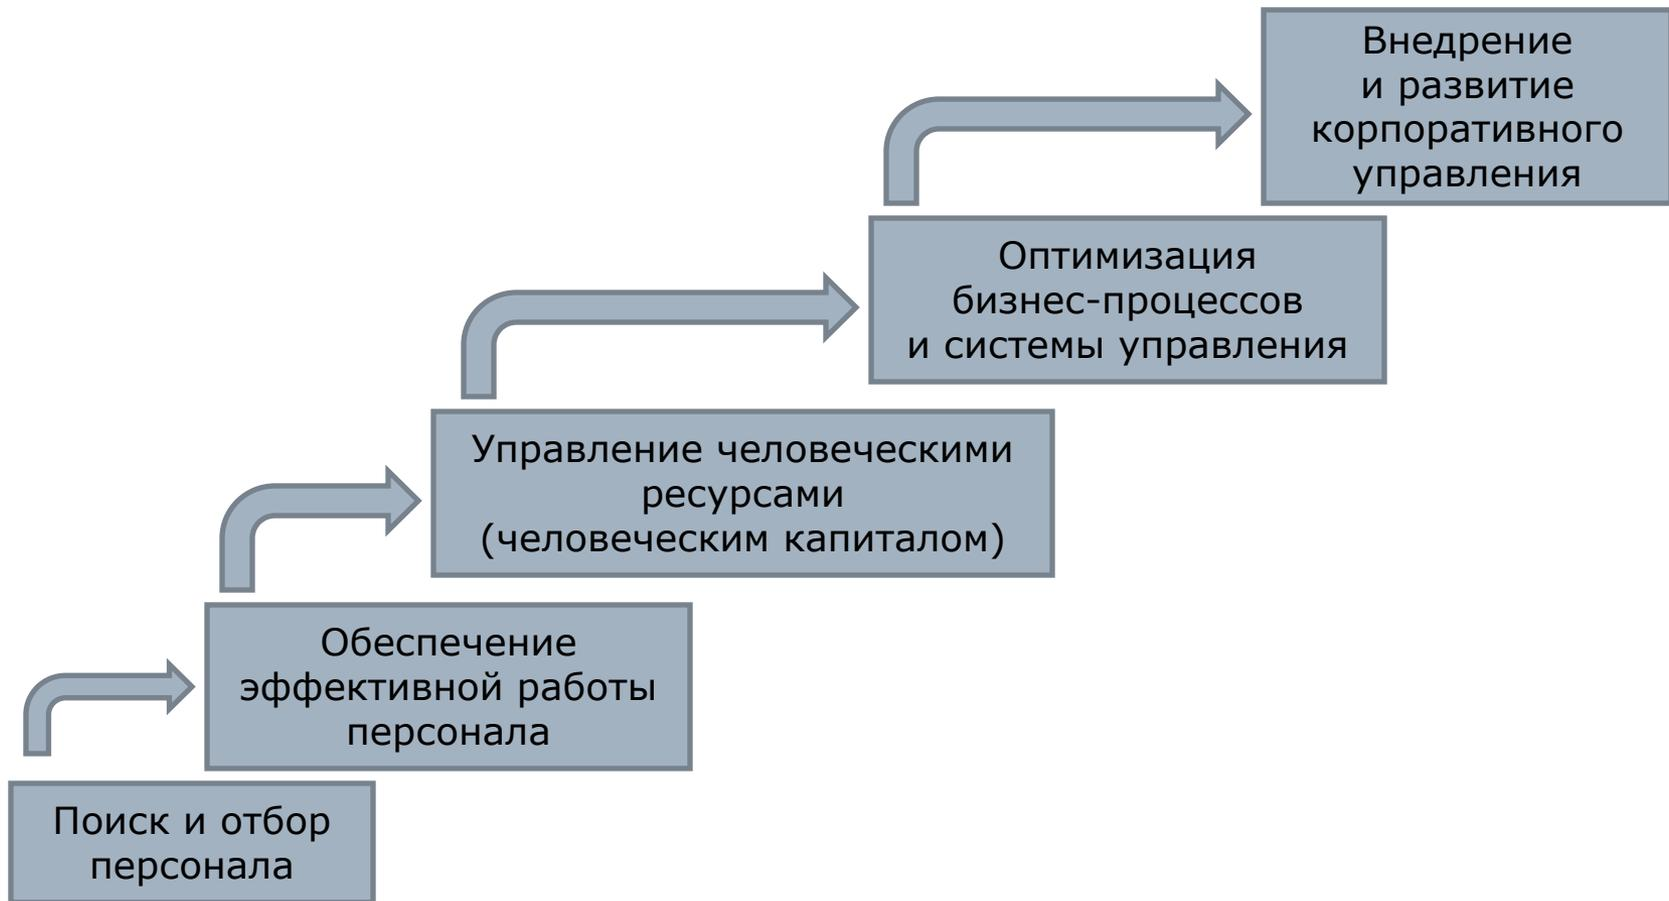 Внедрение
и развитие
корпоративного
управления
Оптимизация
бизнес-процессов
и системы управления
Управление человеческими
ресурсами
(человеческим капиталом)
Обеспечение
эффективной работы
персонала
Поиск и отбор
персонала